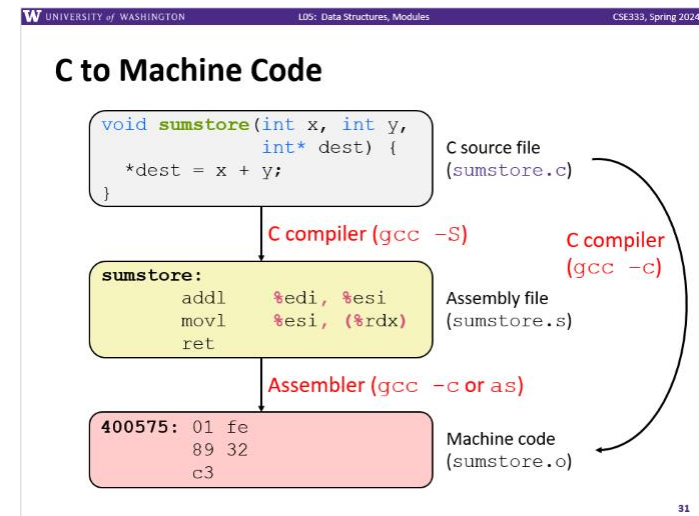 W UNIVERSITY of WASHINGTON L05: Data Structures, Modules CSE333, Spring 2024
C to Machine Code
void sumstore(int x, int y,
int* dest) {
*dest = x + y;
}
C source file
(sumstore.c)
C compiler (gcc -S)
C compiler
(gcc -c)
sumstore:
addl %edi, %esi
movl %esi, (%rdx)
ret
Assembly file
(sumstore.s)
Assembler (gcc -c or as)
400575: 01 fe
89 32
c3
Machine code
(sumstore.o)
31